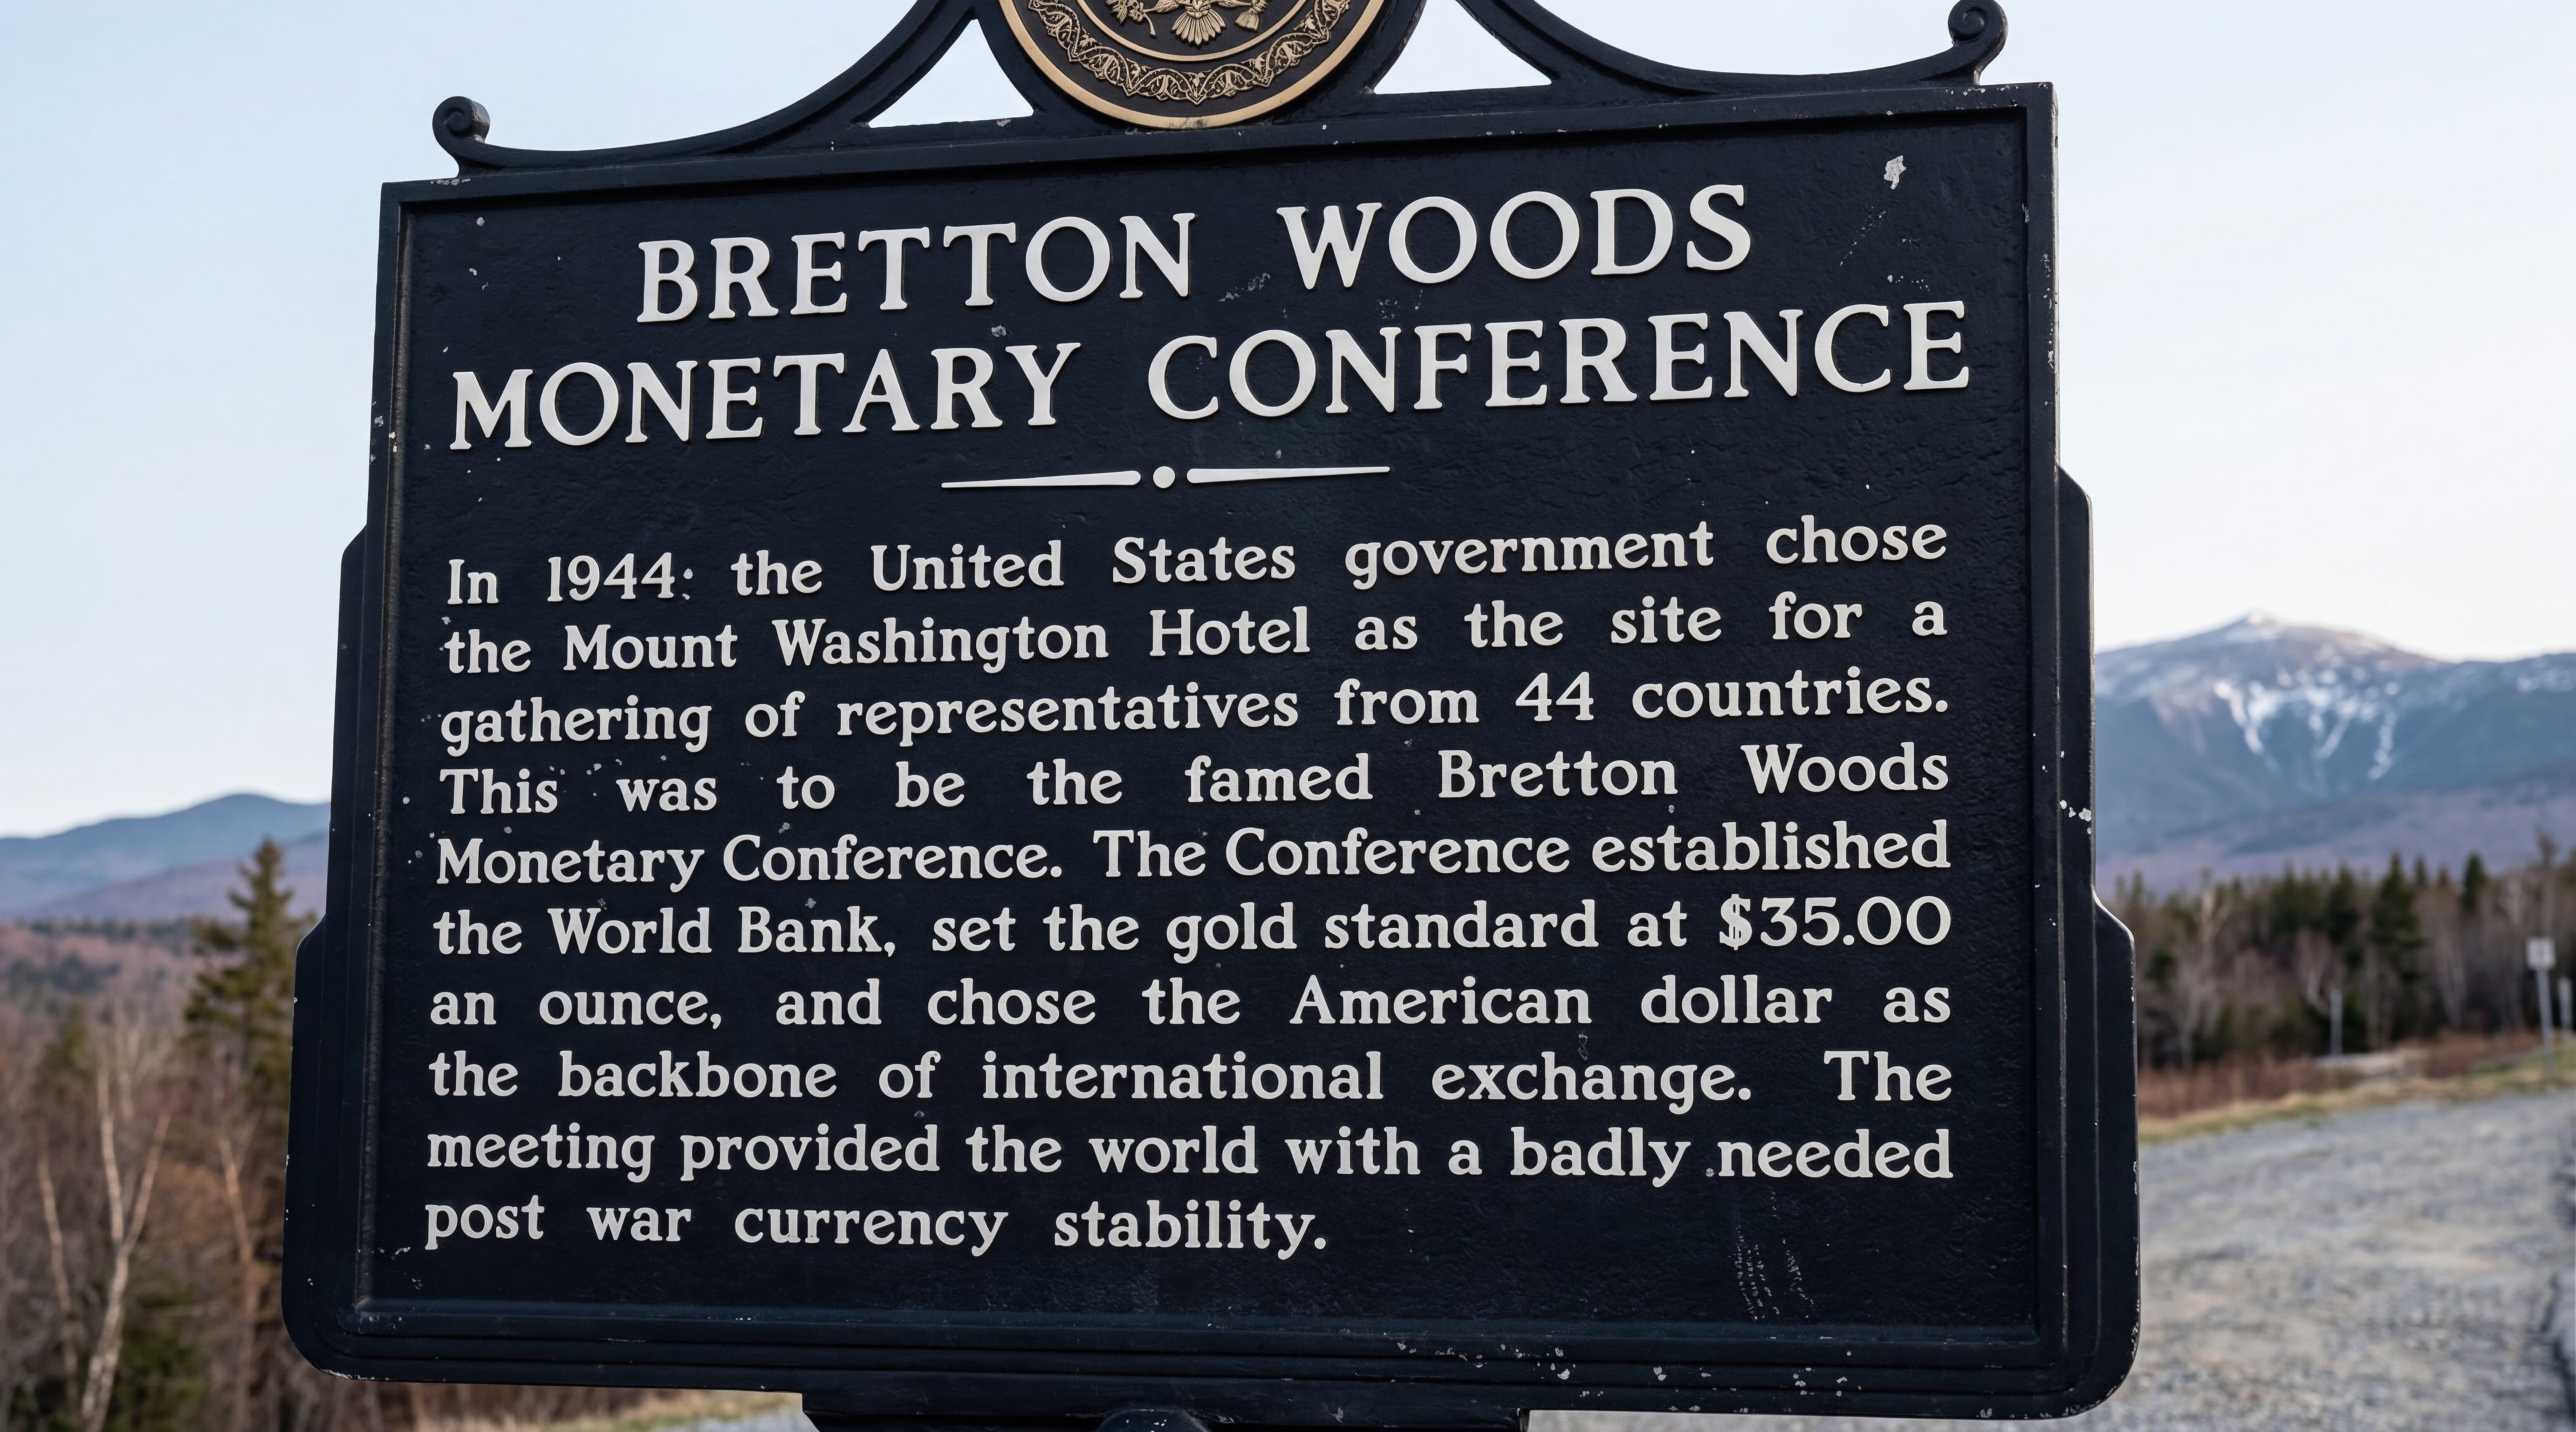 BRETTON WOODS
MONETARY CONFERENCE
In 1944: the United States government chose
the Mount Washington Hotel as the site for a
gathering of representatives from 44 countries.
This was to be the famed Bretton Woods
Monetary Conference. The Conference established
the World Bank, set the gold standard at $35.00
an ounce, and chose the American dollar as
the backbone of international exchange. The
meeting provided the world with a badly needed
post war currency stability.